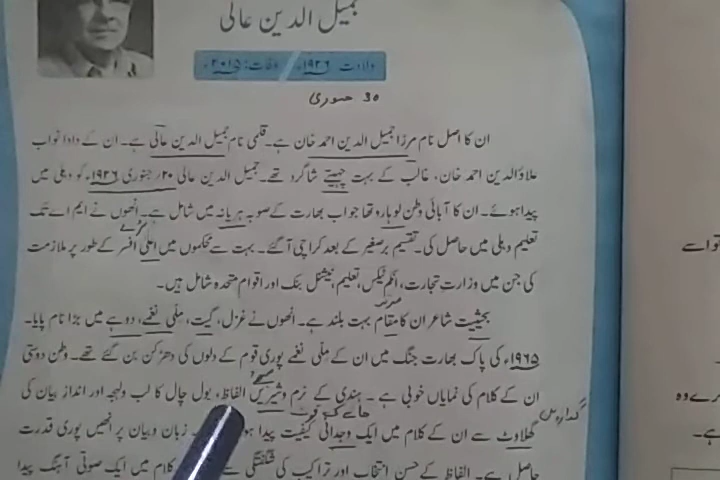 جمیل الدین عالی
ولادت: ۱۹۲۶ء وفات: ۲۰۱۵ء
30 جنوری
ان کا اصل نام مرزا جمیل الدین احمد خان ہے۔ قلمی نام جمیل الدین عالی ہے۔ ان کے دادا نواب
علاؤالدین احمد خان، غالب کے بہت چہیتے شاگرد تھے۔ جمیل الدین عالی ۲۰؍ جنوری ۱۹۲۶ء کو دہلی میں
پیدا ہوئے۔ ان کا آبائی وطن لوہارو تھا جو اب بھارت کے صوبہ ہریانہ میں شامل ہے۔ انھوں نے ایم اے تک
تعلیم دہلی میں حاصل کی۔ تقسیم برصغیر کے بعد کراچی آگئے۔ بہت سے محکموں میں اعلیٰ افسر کے طور پر ملازمت
کی جن میں وزارت تجارت، انکم ٹیکس، تعلیم، نیشنل بنک اور اقوام متحدہ شامل ہیں۔
بحیثیت شاعر ان کا مقام بہت بلند ہے۔ انھوں نے غزل، گیت، ملّی نغمے، دوہے میں بڑا نام پایا۔
۱۹۶۵ء کی پاک بھارت جنگ میں ان کے ملّی نغمے پوری قوم کے دلوں کی دھڑکن بن گئے تھے۔ وطن دوستی
ان کے کلام کی نمایاں خوبی ہے۔ ہندی کے نرم و شیریں الفاظ، بول چال کا لب و لہجہ اور انداز بیان کی
گھلاوٹ سے ان کے کلام میں ایک وجدانی کیفیت پیدا زبان و بیان پر انھیں پوری قدرت
حاصل ہے۔ الفاظ کے حسن انتخاب اور تراکیب کی شگفتگی سے کلام میں ایک صوتی آہنگ پیدا